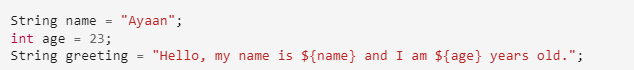 String name = "Ayaan";
int age = 23;
String greeting = "Hello, my name is ${name} and I am ${age} years old.";